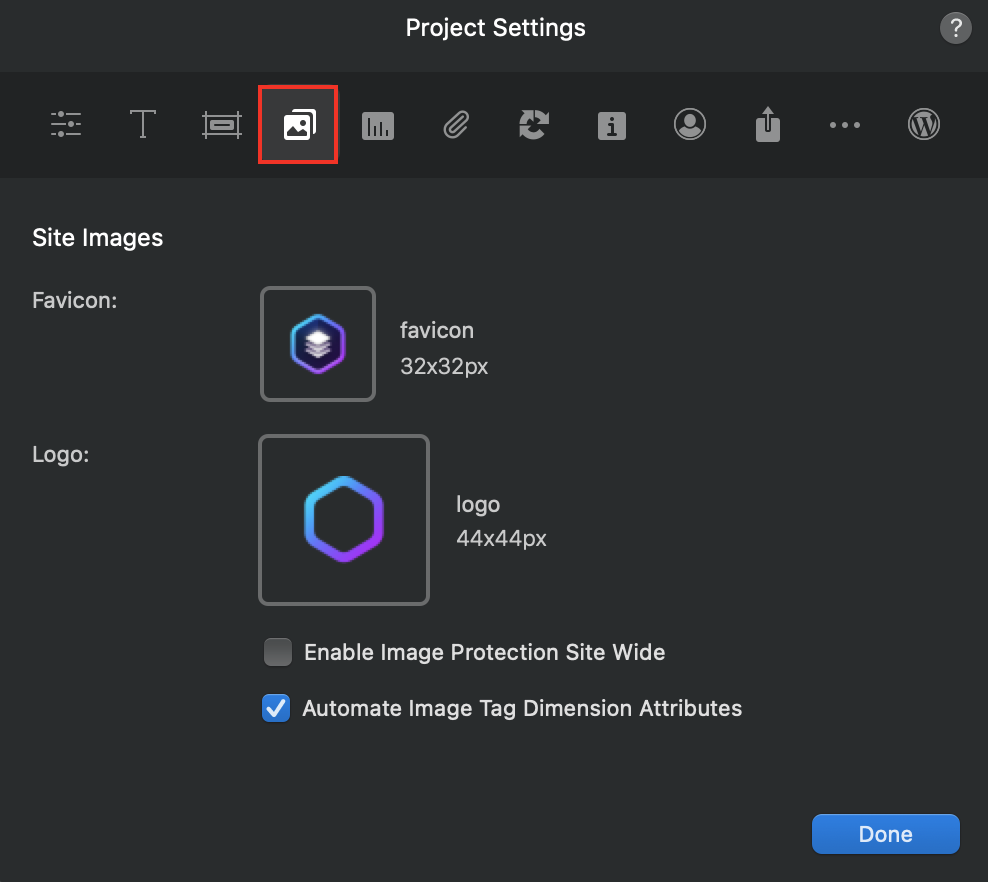 Project Settings
?
Site Images
Favicon:
favicon
32x32px
Logo:
logo
44x44px
Enable Image Protection Site Wide
Automate Image Tag Dimension Attributes
Done